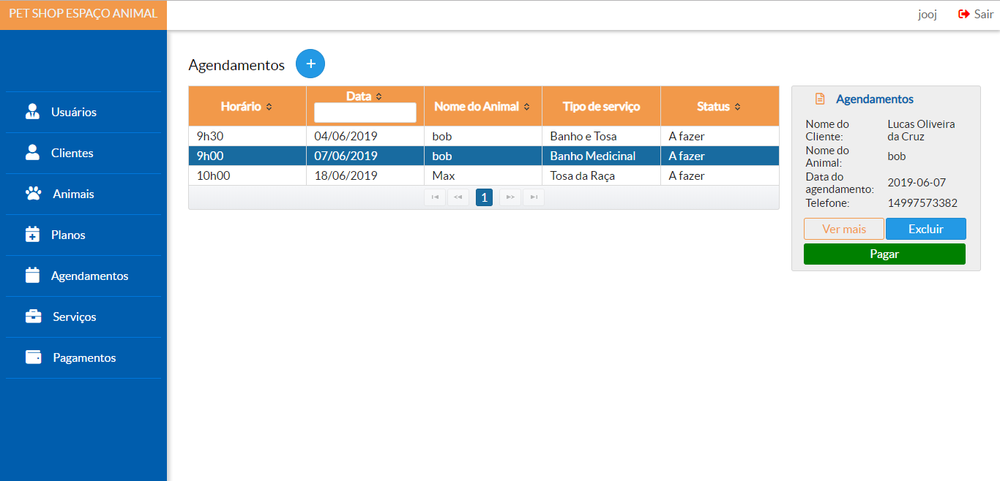 PET SHOP ESPAÇO ANIMAL
jooj
Sair
Usuários
Clientes
Animais
Planos
Agendamentos
Serviços
Pagamentos
Agendamentos
+
Horário Data Nome do Animal Tipo de serviço Status
9h30 04/06/2019 bob Banho e Tosa A fazer
9h00 07/06/2019 bob Banho Medicinal A fazer
10h00 18/06/2019 Max Tosa da Raça A fazer
1
Agendamentos
Nome do Cliente: Lucas Oliveira da Cruz
Nome do Animal: bob
Data do agendamento: 2019-06-07
Telefone: 14997573382
Ver mais Excluir
Pagar